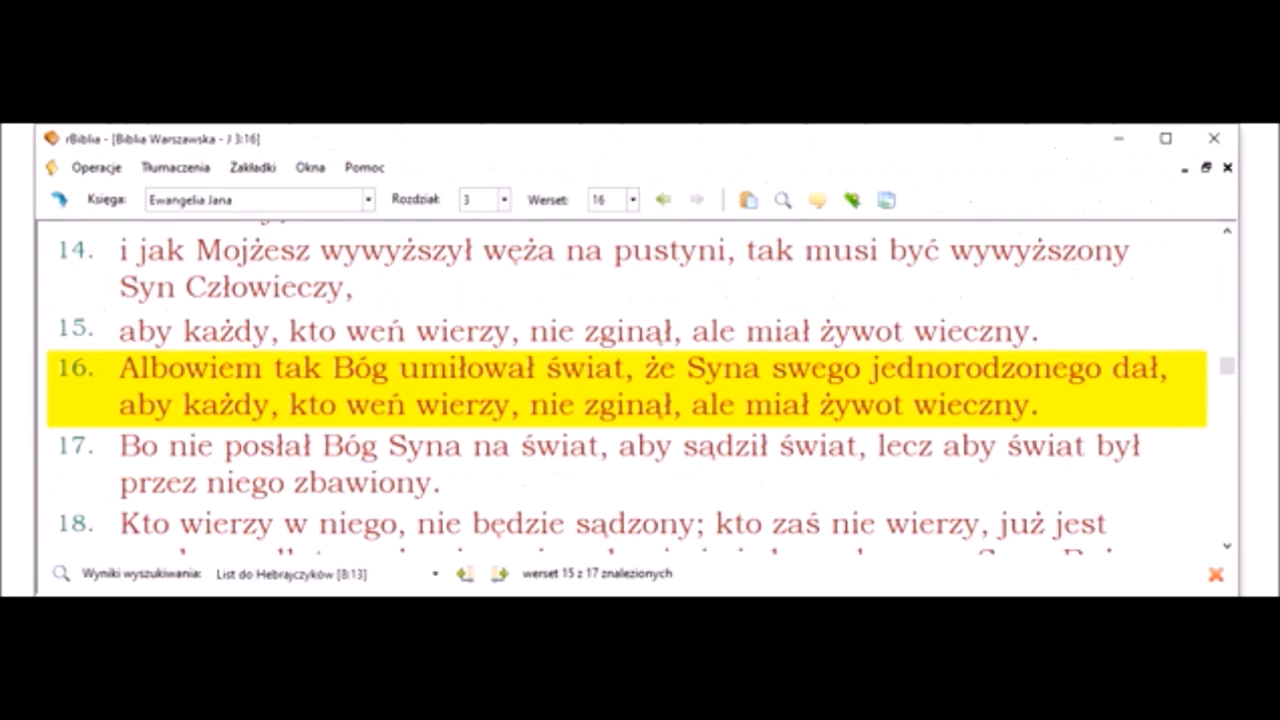 rBiblia - [Biblia Warszawska - J 3:16]
Operacje Tłumaczenia Zakładki Okna Pomoc
Księga: Ewangelia Jana Rozdział: 3 Werset: 16
14. i jak Mojżesz wywyższył węża na pustyni, tak musi być wywyższony
Syn Człowieczy,
15. aby każdy, kto weń wierzy, nie zginął, ale miał żywot wieczny.
16. Albowiem tak Bóg umiłował świat, że Syna swego jednorodzonego dał,
aby każdy, kto weń wierzy, nie zginął, ale miał żywot wieczny.
17. Bo nie posłał Bóg Syna na świat, aby sądził świat, lecz aby świat był
przez niego zbawiony.
18. Kto wierzy w niego, nie będzie sądzony; kto zaś nie wierzy, już jest
Wyniki wyszukiwania: List do Hebrajczyków [8:13] werset 15 z 17 znalezionych